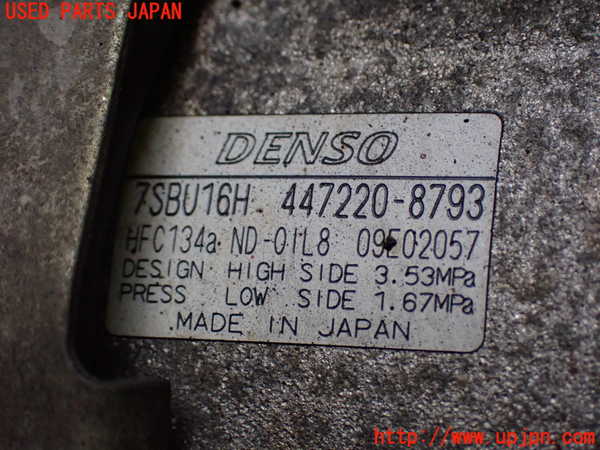 USED PARTS JAPAN
DENSO
7SBU16H 447220-8793
HFC134a ND-OIL8 09E02057
DESIGN HIGH SIDE 3.53MPa
PRESS LOW SIDE 1.67MPa
MADE IN JAPAN
http://www.upjpn.com/